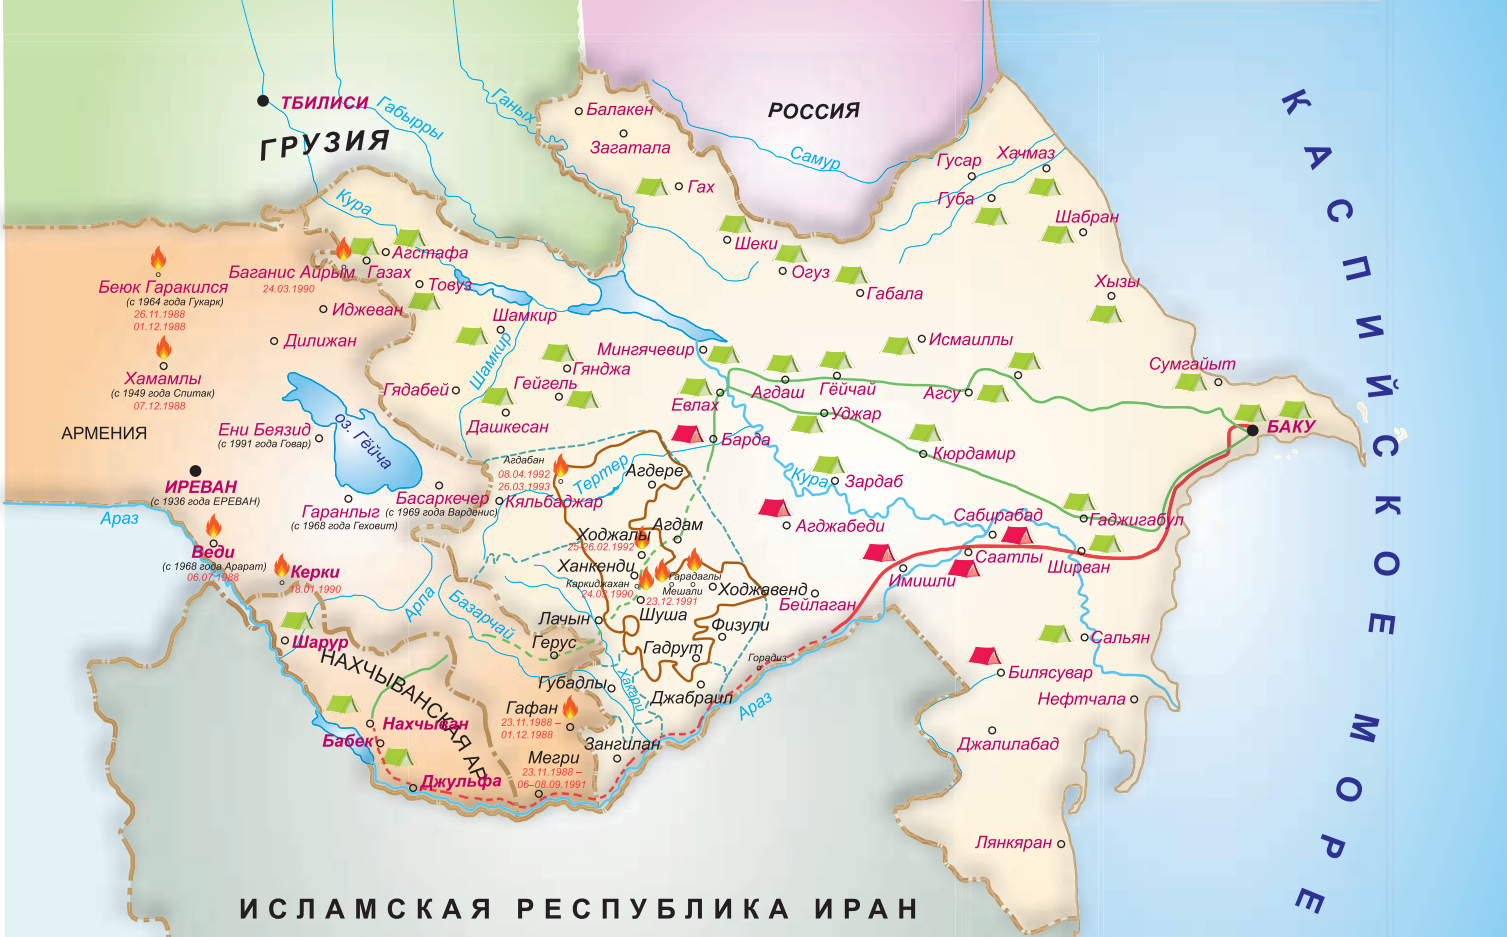 ТБИЛИСИ
ГРУЗИЯ
Габырры
Ганых
Балакен
Загатала
РОССИЯ
Самур
Гусар
Хачмаз
Губа
Гах
Шабран
Шеки
Огуз
Габала
Хызы
Кура
Агстафа
Баганис Айрым
24.03.1990
Газах
Товуз
Беюк Гаракился
(с 1964 года Гукарк)
26.11.1988
01.12.1988
Иджеван
Дилижан
Шамкир
Шамкир
Мингячевир
Исмаиллы
Сумгайыт
Хамамлы
(с 1949 года Спитак)
07.12.1988
Гядабей
Гянджа
Гейгель
Дашкесан
Евлах
Агдаш
Гёйчай
Агсу
Уджар
БАКУ
АРМЕНИЯ
Ени Беязид
(с 1991 года Говар)
оз. Гёйча
Барда
Кюрдамир
ИРЕВАН
(с 1936 года ЕРЕВАН)
Агдабан
08.04.1992
26.03.1993
Тертер
Агдере
Кура
Зардаб
Басаркечер
(с 1969 года Варденис)
Кяльбаджар
Гаранлыг
(с 1968 года Геховит)
Араз
Агдам
Агджабеди
Сабирабад
Гаджигабул
Ходжалы
25-26.02.1992
Веди
(с 1968 года Арарат)
06.07.1988
Керки
18.01.1990
Ханкенди
Каркиджахан
24.03.1990
Гарадаглы
Мешали
23.12.1991
Ходжавенд
Бейлаган
Имишли
Саатлы
Ширван
Арпа
Базарчай
Лачын
Шуша
Физули
Сальян
Шарур
НАХЧЫВАНСКАЯ АР
Герус
Гадрут
Горадиз
Билясувар
Губадлы
Хакари
Джабраил
Араз
Нефтчала
Нахчыван
Бабек
Гафан
23.11.1988 –
01.12.1988
Зангилан
Джалилабад
Джульфа
Мегри
23.11.1988 –
06–08.09.1991
Лянкяран
ИСЛАМСКАЯ РЕСПУБЛИКА ИРАН
КАСПИЙСКОЕ МОРЕ